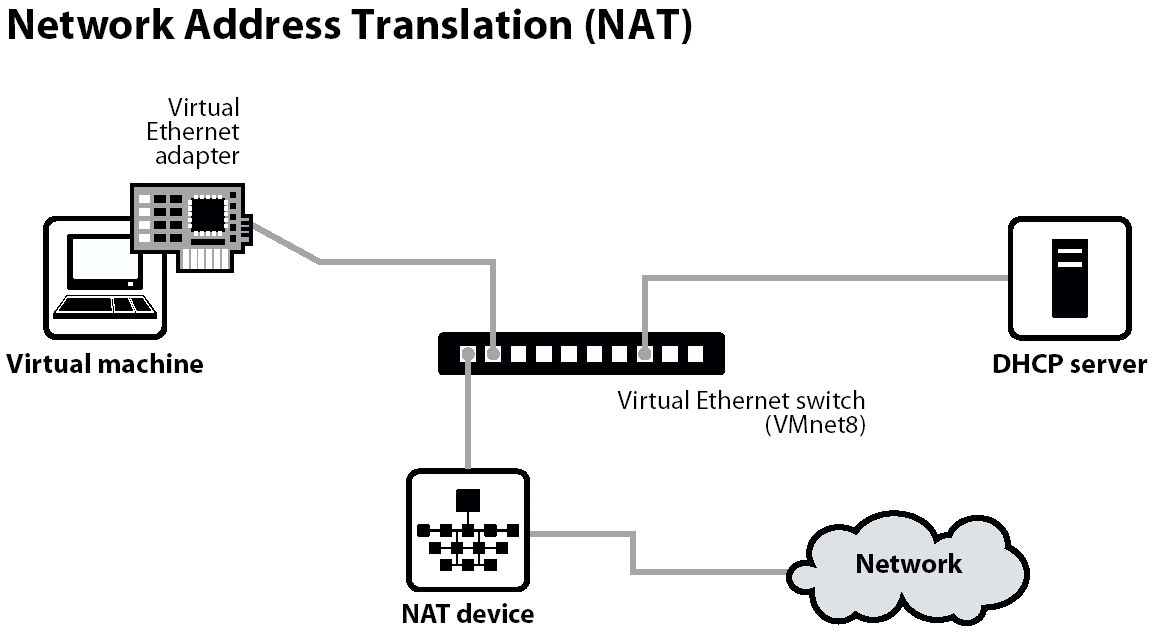 Network Address Translation (NAT)
Virtual
Ethernet
adapter
Virtual machine
DHCP server
Virtual Ethernet switch
(VMnet8)
Network
NAT device